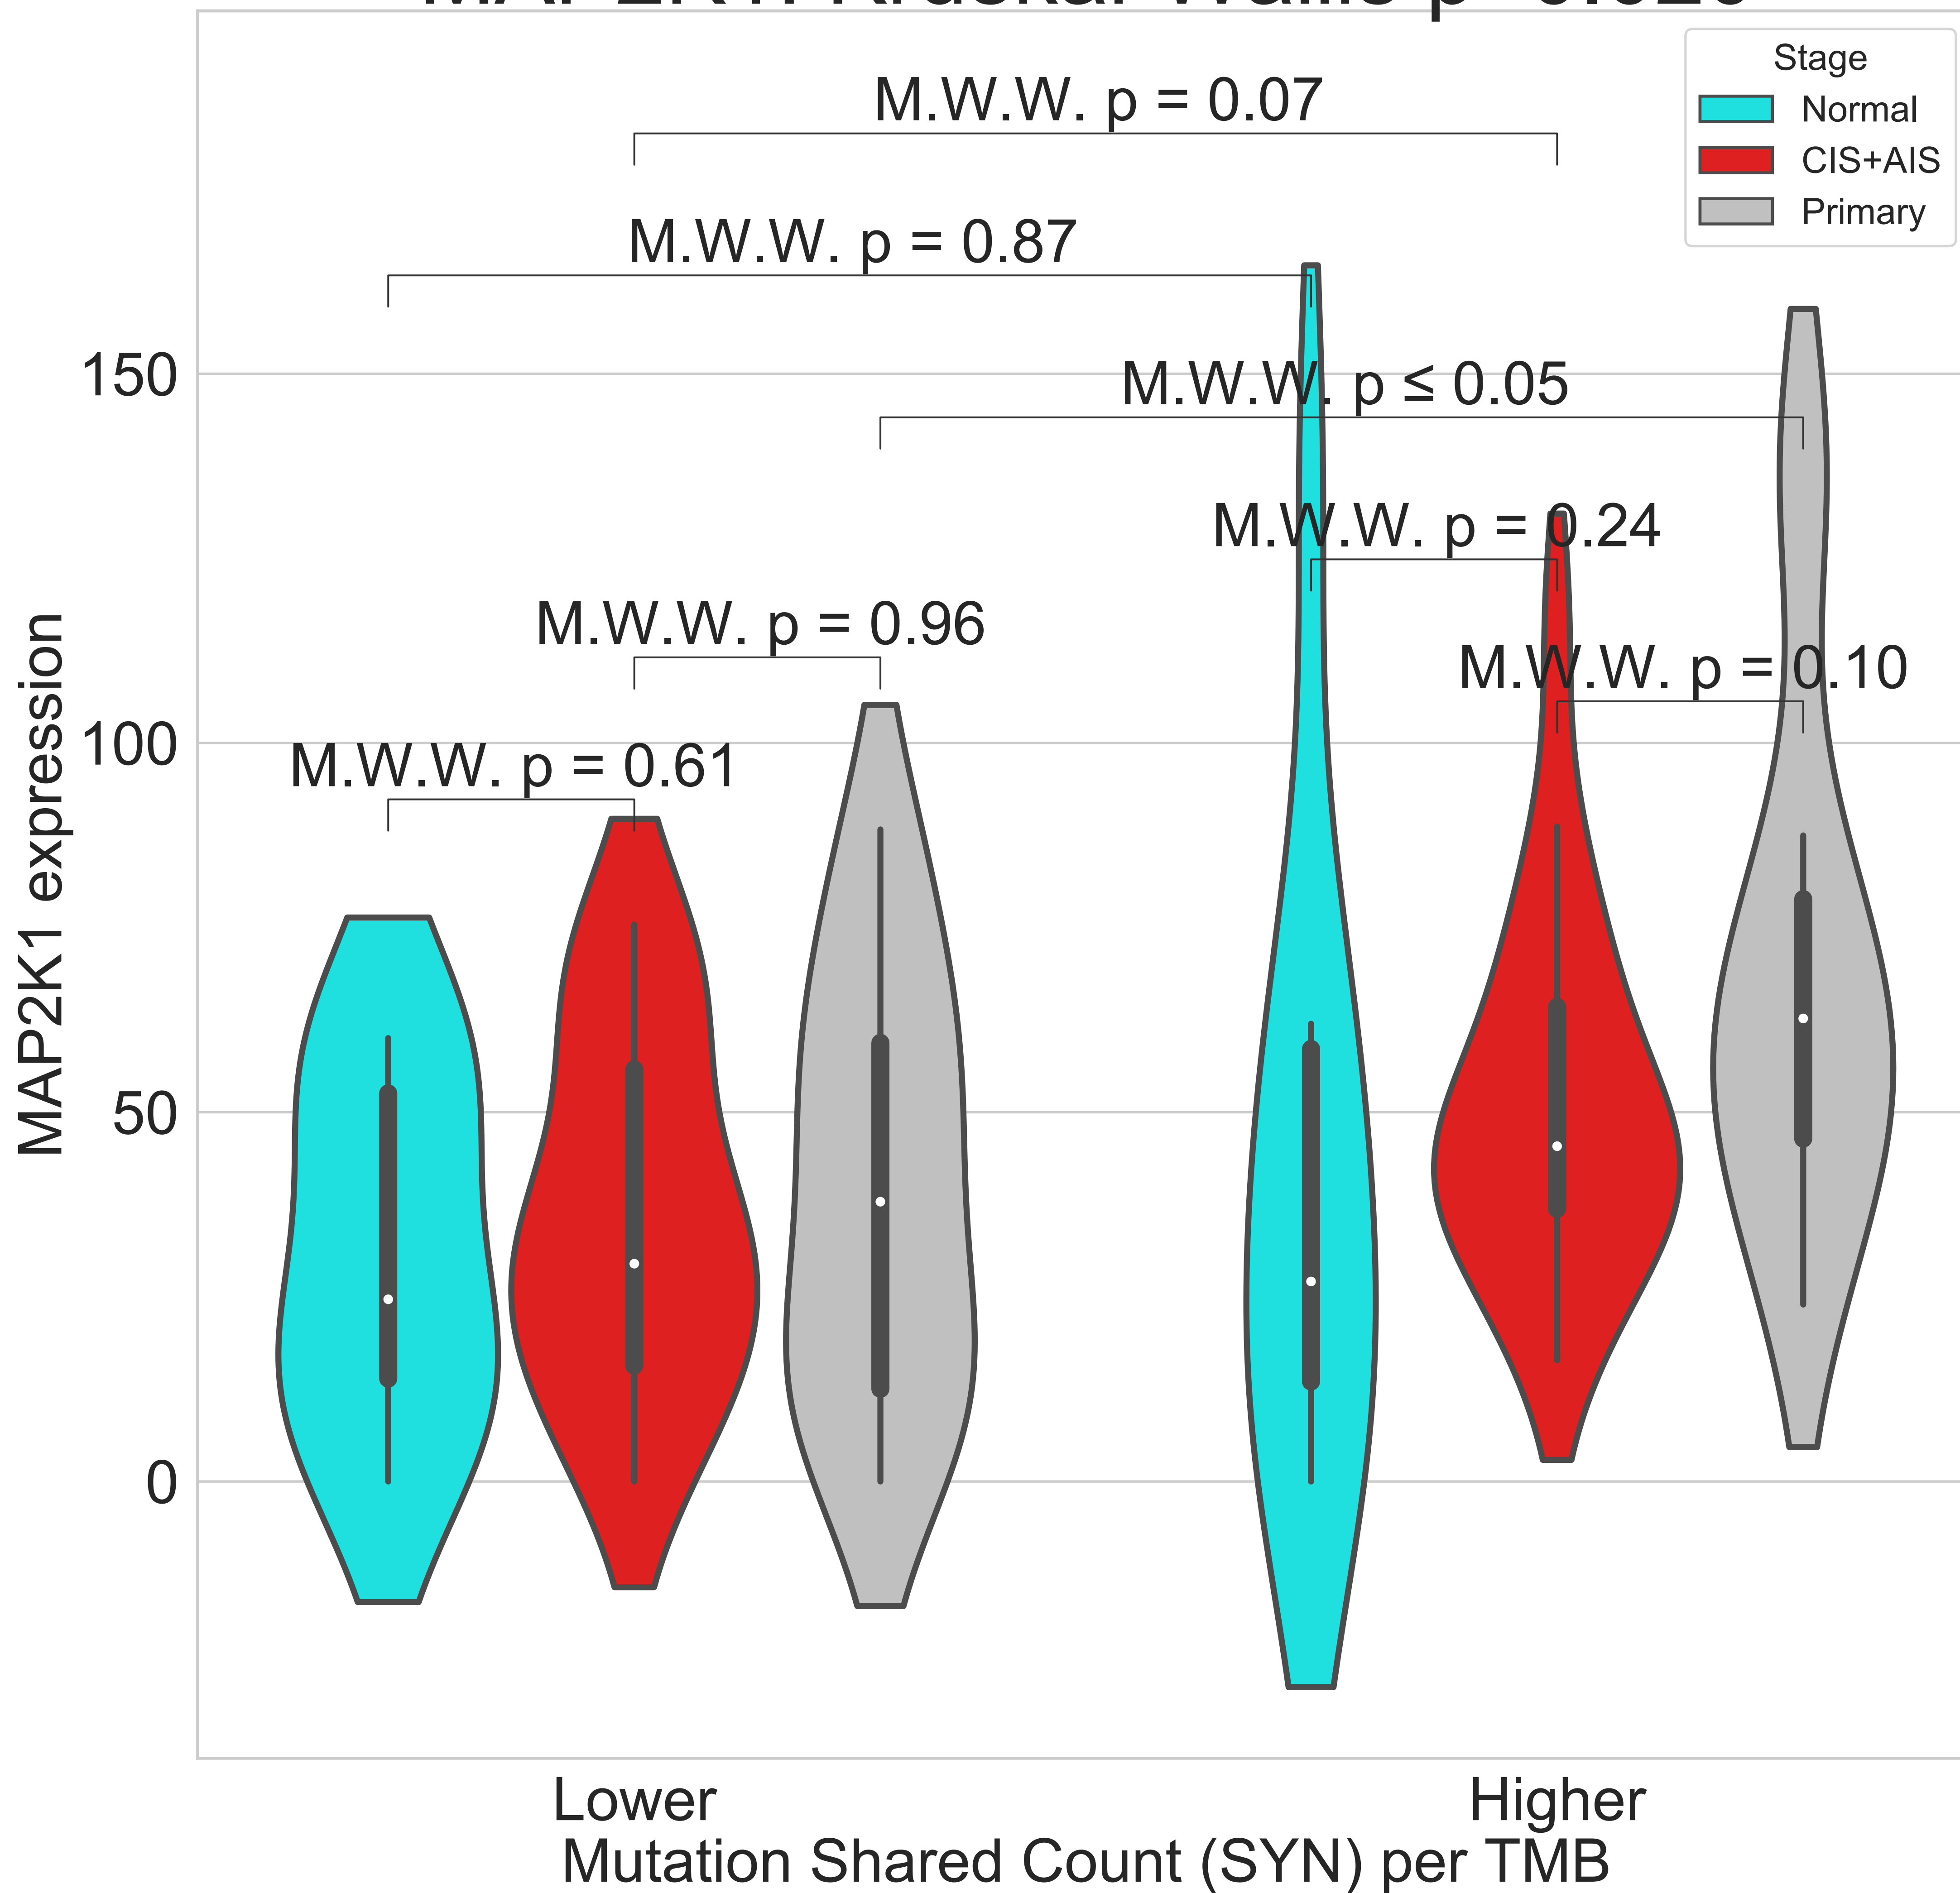 Stage
Normal
CIS+AIS
Primary
M.W.W. p = 0.07
M.W.W. p = 0.87
M.W.W. p ≤ 0.05
M.W.W. p = 0.24
M.W.W. p = 0.96
M.W.W. p = 0.10
M.W.W. p = 0.61
150
100
50
0
MAP2K1 expression
Lower
Higher
Mutation Shared Count (SYN) per TMB